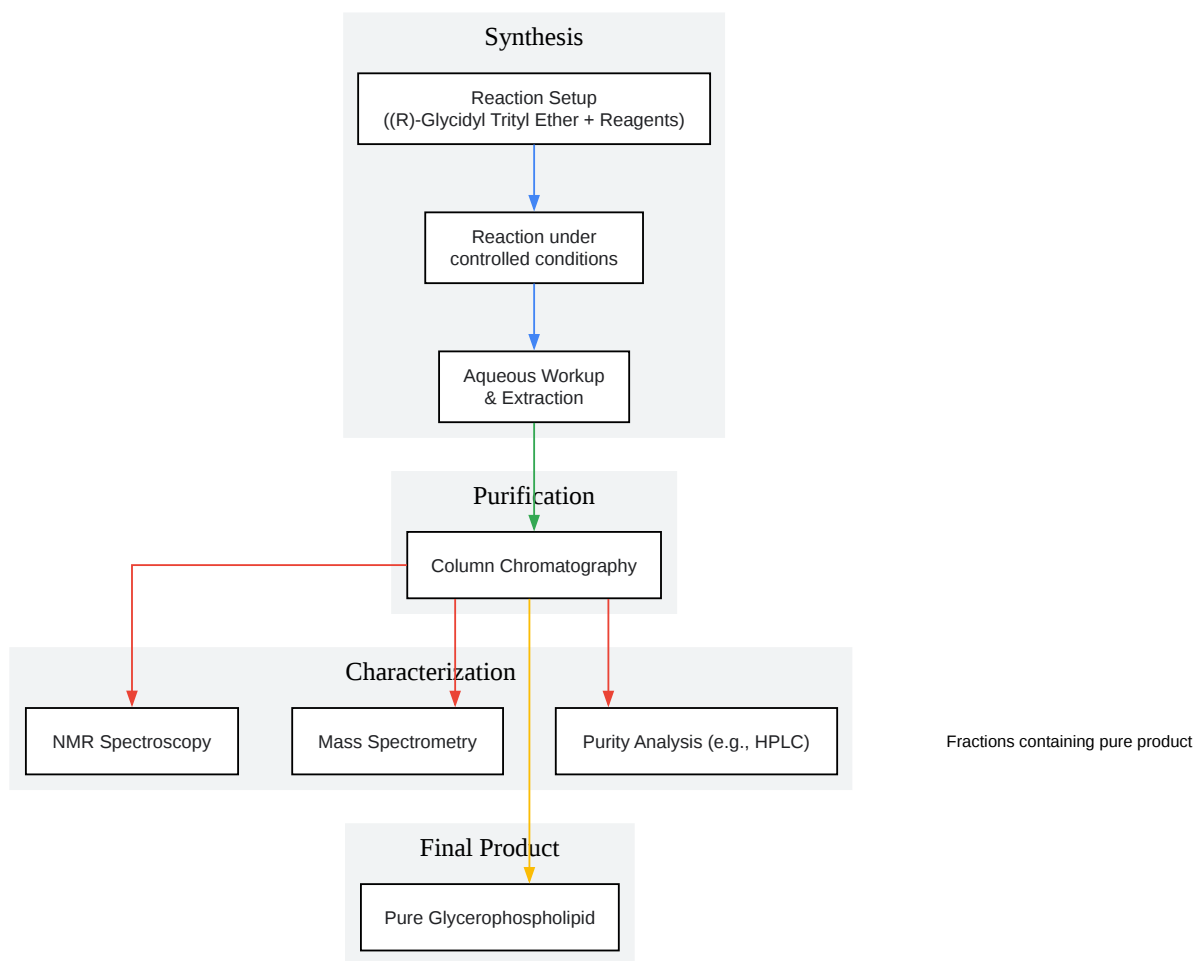 Synthesis
Reaction Setup
((R)-Glycidyl Trityl Ether + Reagents)
Reaction under
controlled conditions
Aqueous Workup
& Extraction
Purification
Column Chromatography
Characterization
NMR Spectroscopy
Mass Spectrometry
Purity Analysis (e.g., HPLC)
Fractions containing pure product
Final Product
Pure Glycerophospholipid